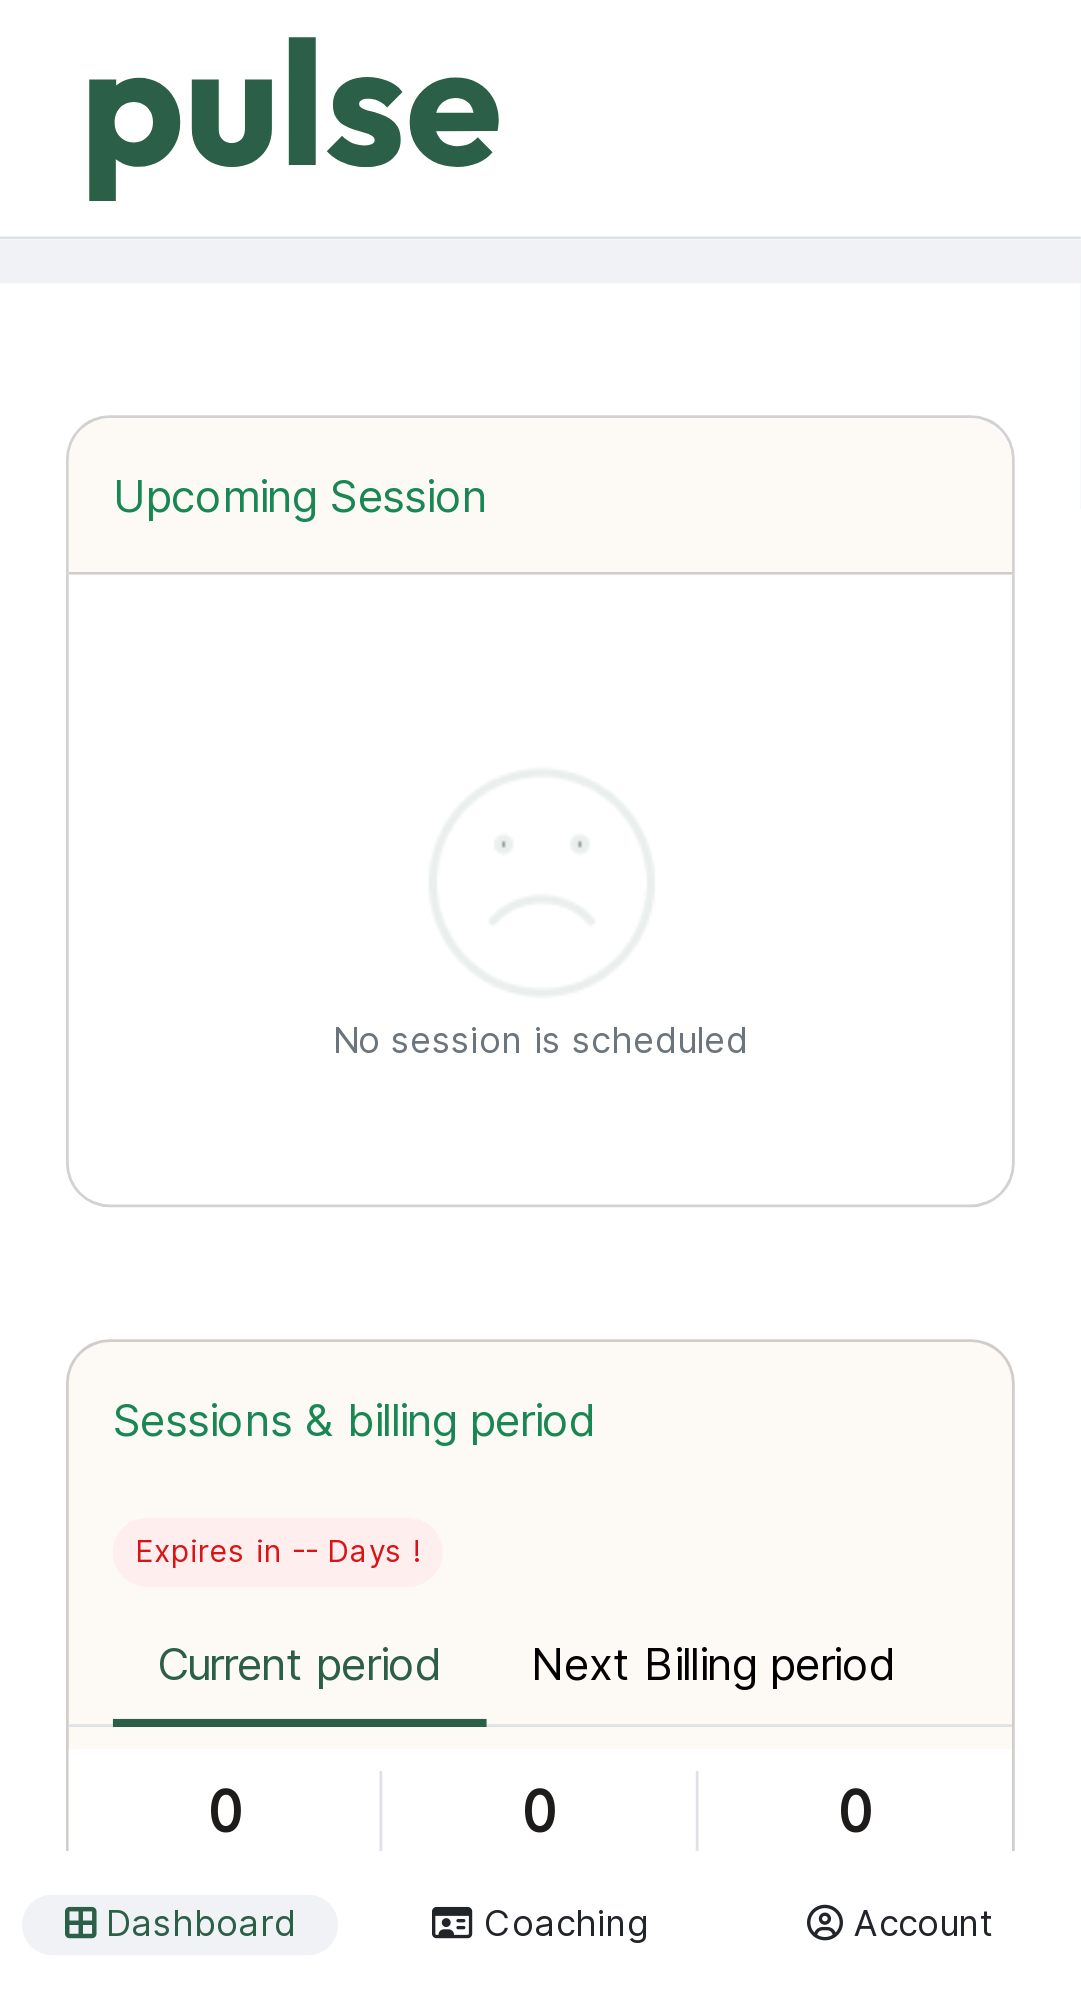 pulse
Upcoming Session
No session is scheduled
Sessions & billing period
Expires in -- Days !
Current period Next Billing period
0 0 0
Dashboard Coaching Account